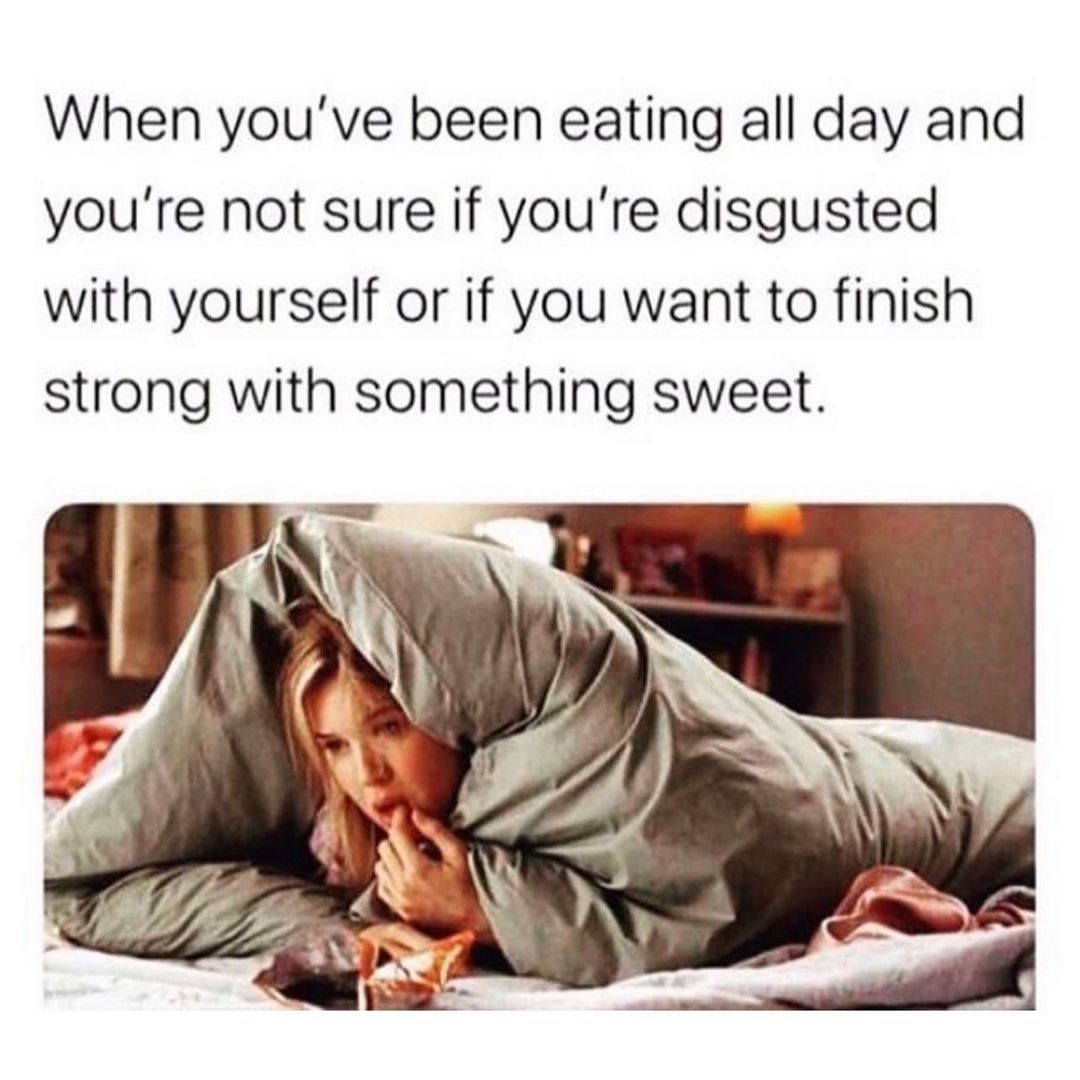 When you've been eating all day and
you're not sure if you're disgusted
with yourself or if you want to finish
strong with something sweet.